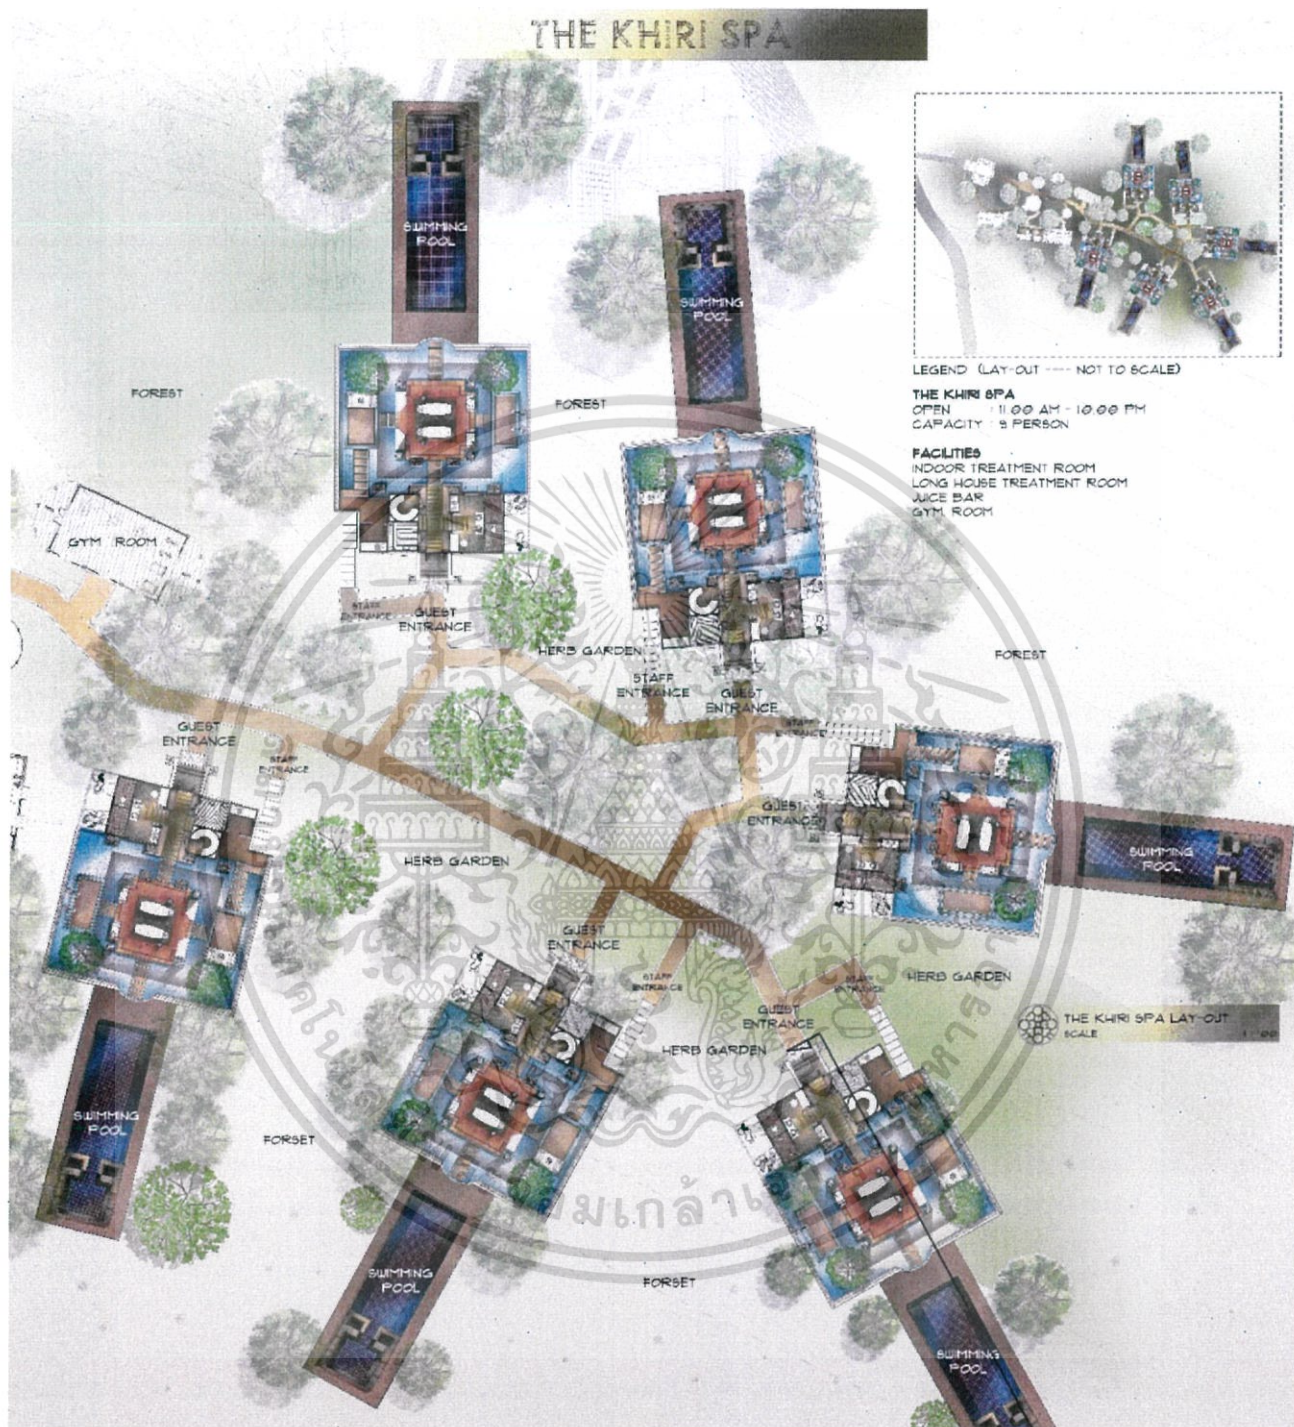 THE KHIRI SPA
SWIMMING
POOL
SWIMMING
POOL
LEGEND (LAY-OUT ---- NOT TO SCALE)
THE KHIRI SPA
OPEN : 11.00 AM - 10.00 PM
CAPACITY : 8 PERSON
FACILITIES
INDOOR TREATMENT ROOM
LONG HOUSE TREATMENT ROOM
JUICE BAR
GYM ROOM
FOREST
FOREST
GYM ROOM
STAFF
ENTRANCE
GUEST
ENTRANCE
HERB GARDEN
STAFF
ENTRANCE
GUEST
ENTRANCE
FOREST
GUEST
ENTRANCE
STAFF
ENTRANCE
STAFF
ENTRANCE
GUEST
ENTRANCE
HERB GARDEN
SWIMMING
POOL
GUEST
ENTRANCE
STAFF
ENTRANCE
STAFF
ENTRANCE
HERB GARDEN
GUEST
ENTRANCE
HERB GARDEN
THE KHIRI SPA LAY-OUT
SCALE
SWIMMING
POOL
FORSET
SWIMMING
POOL
FORSET
SWIMMING
POOL